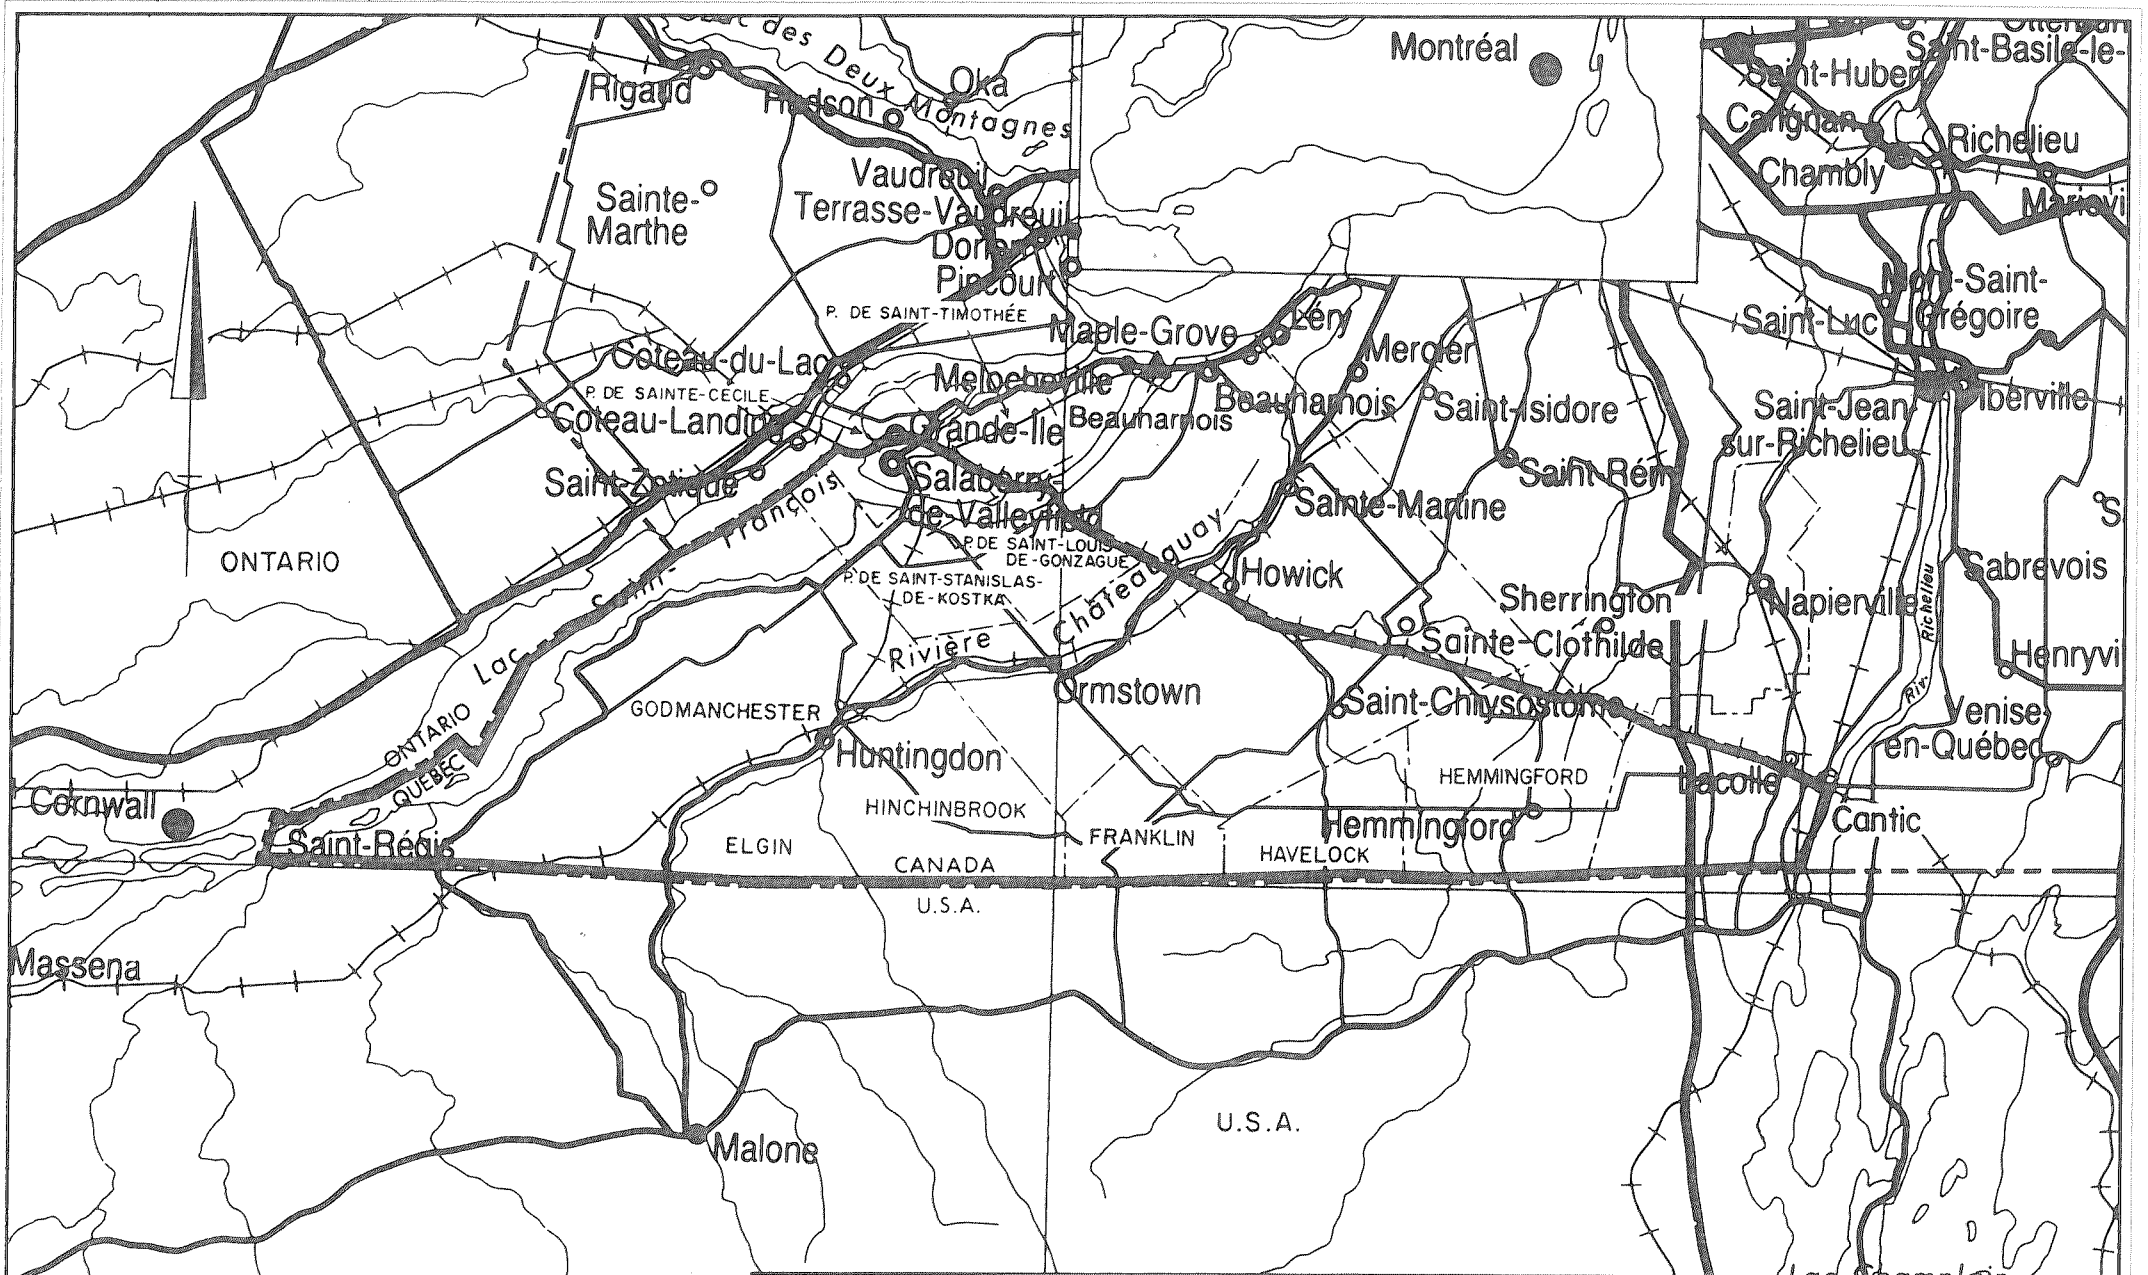 des Deux Montagnes
Montréal
Saint-Basile-le-
Saint-Hubert
Rigaud
Hudson
Oka
Carignan
Richelieu
Chambly
Vaudreuil
Sainte-
Marthe
Terrasse-Vaudreuil
Dorion
Pincourt
Mont-Saint-
Grégoire
P. DE SAINT-TIMOTHÉE
Maple-Grove
Léry
Saint-Luc
Coteau-du-Lac
Mercier
Melocheville
P. DE SAINTE-CÉCILE
Beauharnois
Saint-Isidore
Saint-Jean-
sur-Richelieu
Iberville
Coteau-Landing
Grande-Île
Beauharnois
Saint-Zotique
Salaberry-
de-Valleyfield
Saint-Rémi
Sainte-Martine
ONTARIO
P. DE SAINT-LOUIS-
DE-GONZAGUE
P. DE SAINT-STANISLAS-
DE-KOSTKA
Howick
Sabrevois
Sherrington
Napierville
Richelieu
Riv.
Lac Saint-François
Rivière Châteauguay
Sainte-Clothilde
Ormstown
Saint-Chrysostome
GODMANCHESTER
ONTARIO
QUÉBEC
Huntingdon
Venise-
en-Québec
HEMMINGFORD
Lacolle
Cornwall
HINCHINBROOK
Saint-Régis
ELGIN
FRANKLIN
HAVELOCK
Hemmingford
Cantic
CANADA
U.S.A.
Massena
U.S.A.
Malone